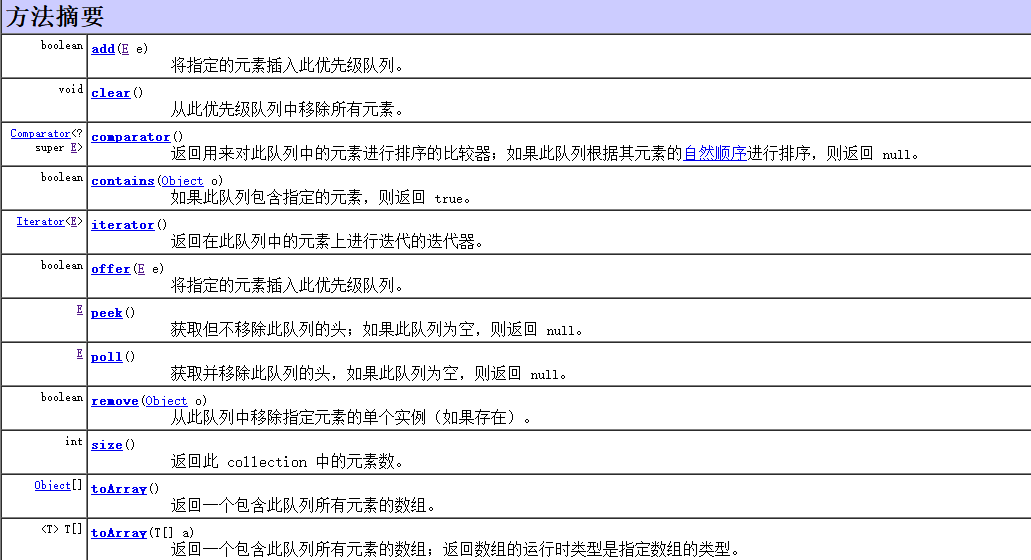 方法摘要
boolean add(E e)
将指定的元素插入此优先级队列。
void clear()
从此优先级队列中移除所有元素。
Comparator<? super E> comparator()
返回用来对此队列中的元素进行排序的比较器；如果此队列根据其元素的自然顺序进行排序，则返回 null。
boolean contains(Object o)
如果此队列包含指定的元素，则返回 true。
Iterator<E> iterator()
返回在此队列中的元素上进行迭代的迭代器。
boolean offer(E e)
将指定的元素插入此优先级队列。
E peek()
获取但不移除此队列的头；如果此队列为空，则返回 null。
E poll()
获取并移除此队列的头，如果此队列为空，则返回 null。
boolean remove(Object o)
从此队列中移除指定元素的单个实例（如果存在）。
int size()
返回此 collection 中的元素数。
Object[] toArray()
返回一个包含此队列所有元素的数组。
<T> T[] toArray(T[] a)
返回一个包含此队列所有元素的数组；返回数组的运行时类型是指定数组的类型。